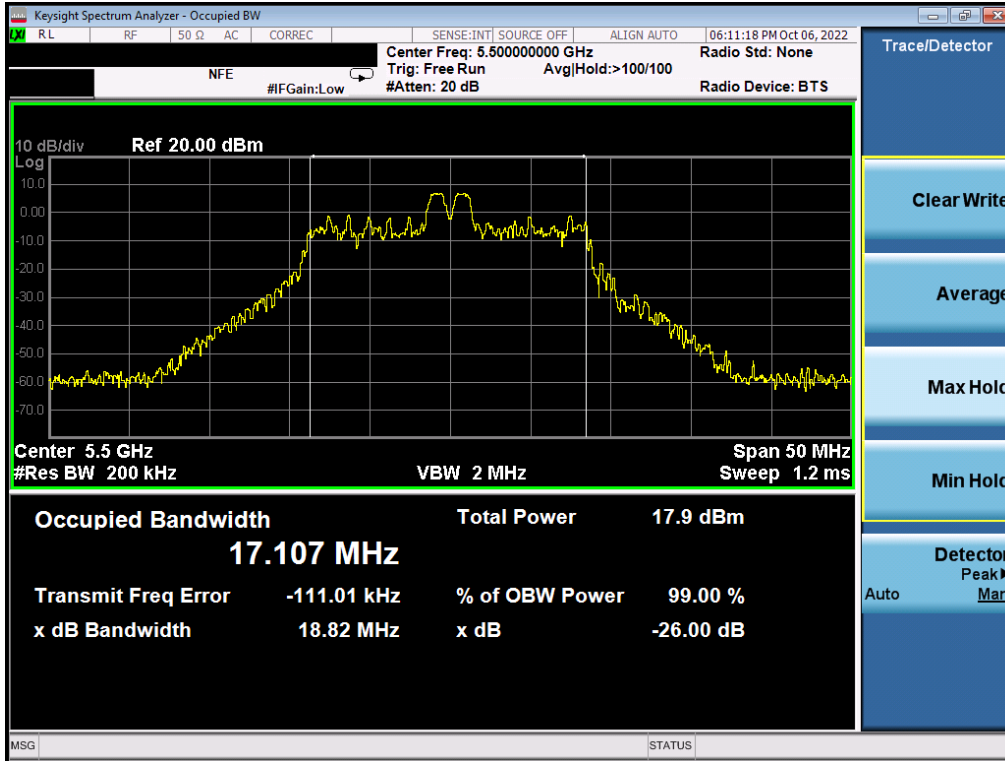 Keysight Spectrum Analyzer - Occupied BW
LXI RL RF 50 Ω AC CORREC SENSE:INT SOURCE OFF ALIGN AUTO 06:11:18 PM Oct 06, 2022
Center Freq: 5.500000000 GHz Radio Std: None
NFE Trig: Free Run Avg|Hold:>100/100
#IFGain:Low #Atten: 20 dB Radio Device: BTS
Trace/Detector
10 dB/div Ref 20.00 dBm
Log
10.0
0.00
-10.0
-20.0
-30.0
-40.0
-50.0
-60.0
-70.0
Center 5.5 GHz Span 50 MHz
#Res BW 200 kHz VBW 2 MHz Sweep 1.2 ms
Occupied Bandwidth Total Power 17.9 dBm
17.107 MHz
Transmit Freq Error -111.01 kHz % of OBW Power 99.00 %
x dB Bandwidth 18.82 MHz x dB -26.00 dB
Clear Write
Average
Max Hold
Min Hold
Detector
Peak
Auto Man
MSG STATUS